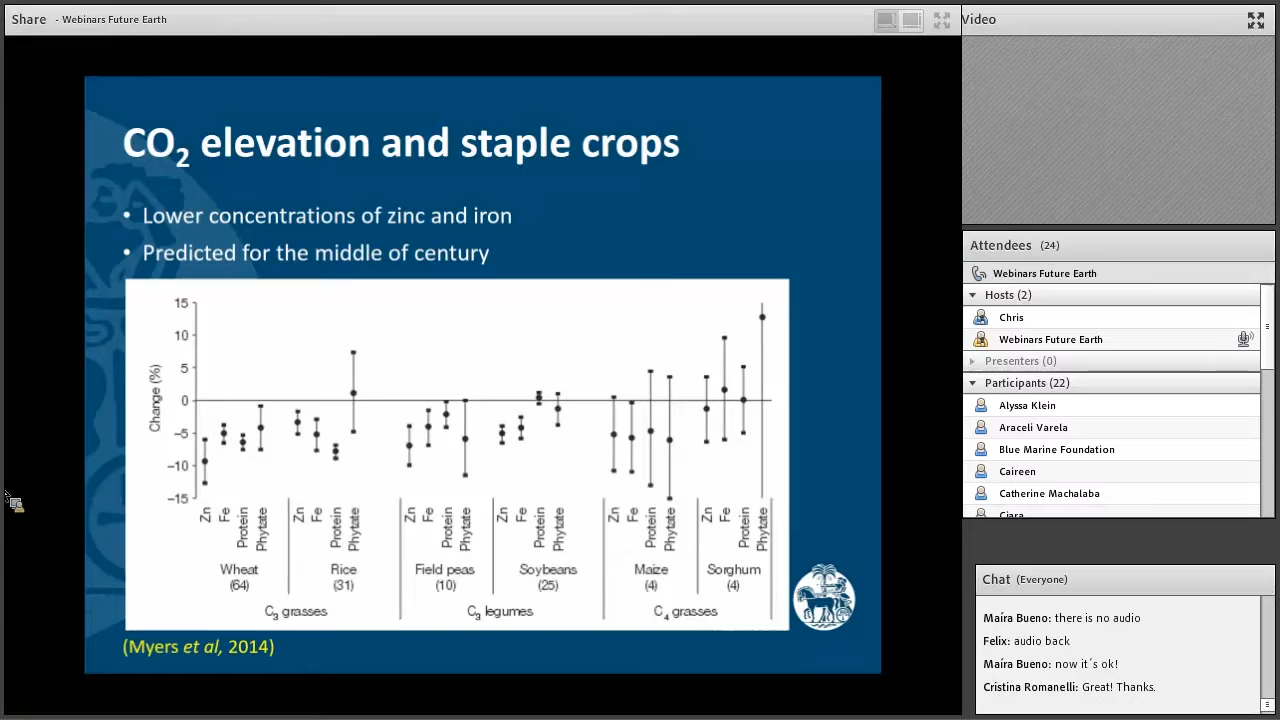 Share - Webinars Future Earth
Video
CO2 elevation and staple crops
• Lower concentrations of zinc and iron
• Predicted for the middle of century
Change (%)
15
10
5
0
−5
−10
−15
Zn Fe Protein Phytate Zn Fe Protein Phytate Zn Fe Protein Phytate Zn Fe Protein Phytate Zn Fe Protein Phytate Zn Fe Protein Phytate
Wheat Rice Field peas Soybeans Maize Sorghum
(64) (31) (10) (25) (4) (4)
C3 grasses C3 legumes C4 grasses
(Myers et al, 2014)
Attendees (24)
Webinars Future Earth
Hosts (2)
Chris
Webinars Future Earth
Presenters (0)
Participants (22)
Alyssa Klein
Araceli Varela
Blue Marine Foundation
Caireen
Catherine Machalaba
Ciara
Chat (Everyone)
Maíra Bueno: there is no audio
Felix: audio back
Maíra Bueno: now it´s ok!
Cristina Romanelli: Great! Thanks.